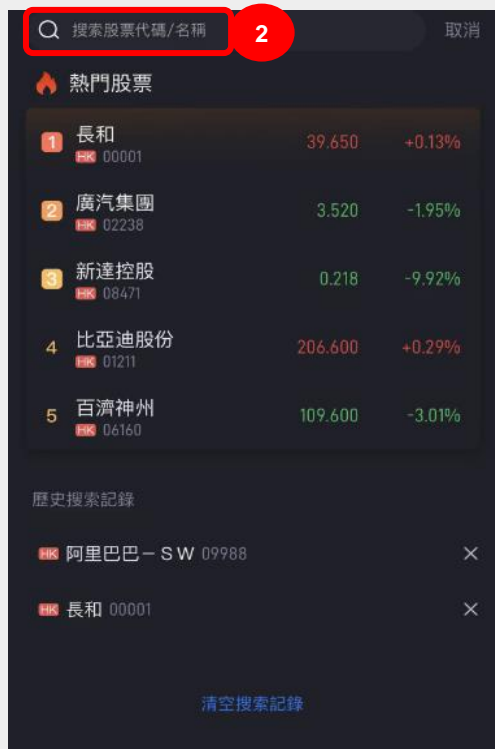 搜索股票代碼/名稱 2 取消
熱門股票
1 長和 39.650 +0.13%
HK 00001
2 廣汽集團 3.520 -1.95%
HK 02238
3 新達控股 0.218 -9.92%
HK 08471
4 比亞迪股份 206.600 +0.29%
HK 01211
5 百濟神州 109.600 -3.01%
HK 06160
歷史搜索記錄
HK 阿里巴巴－ＳＷ 09988
HK 長和 00001
清空搜索記錄